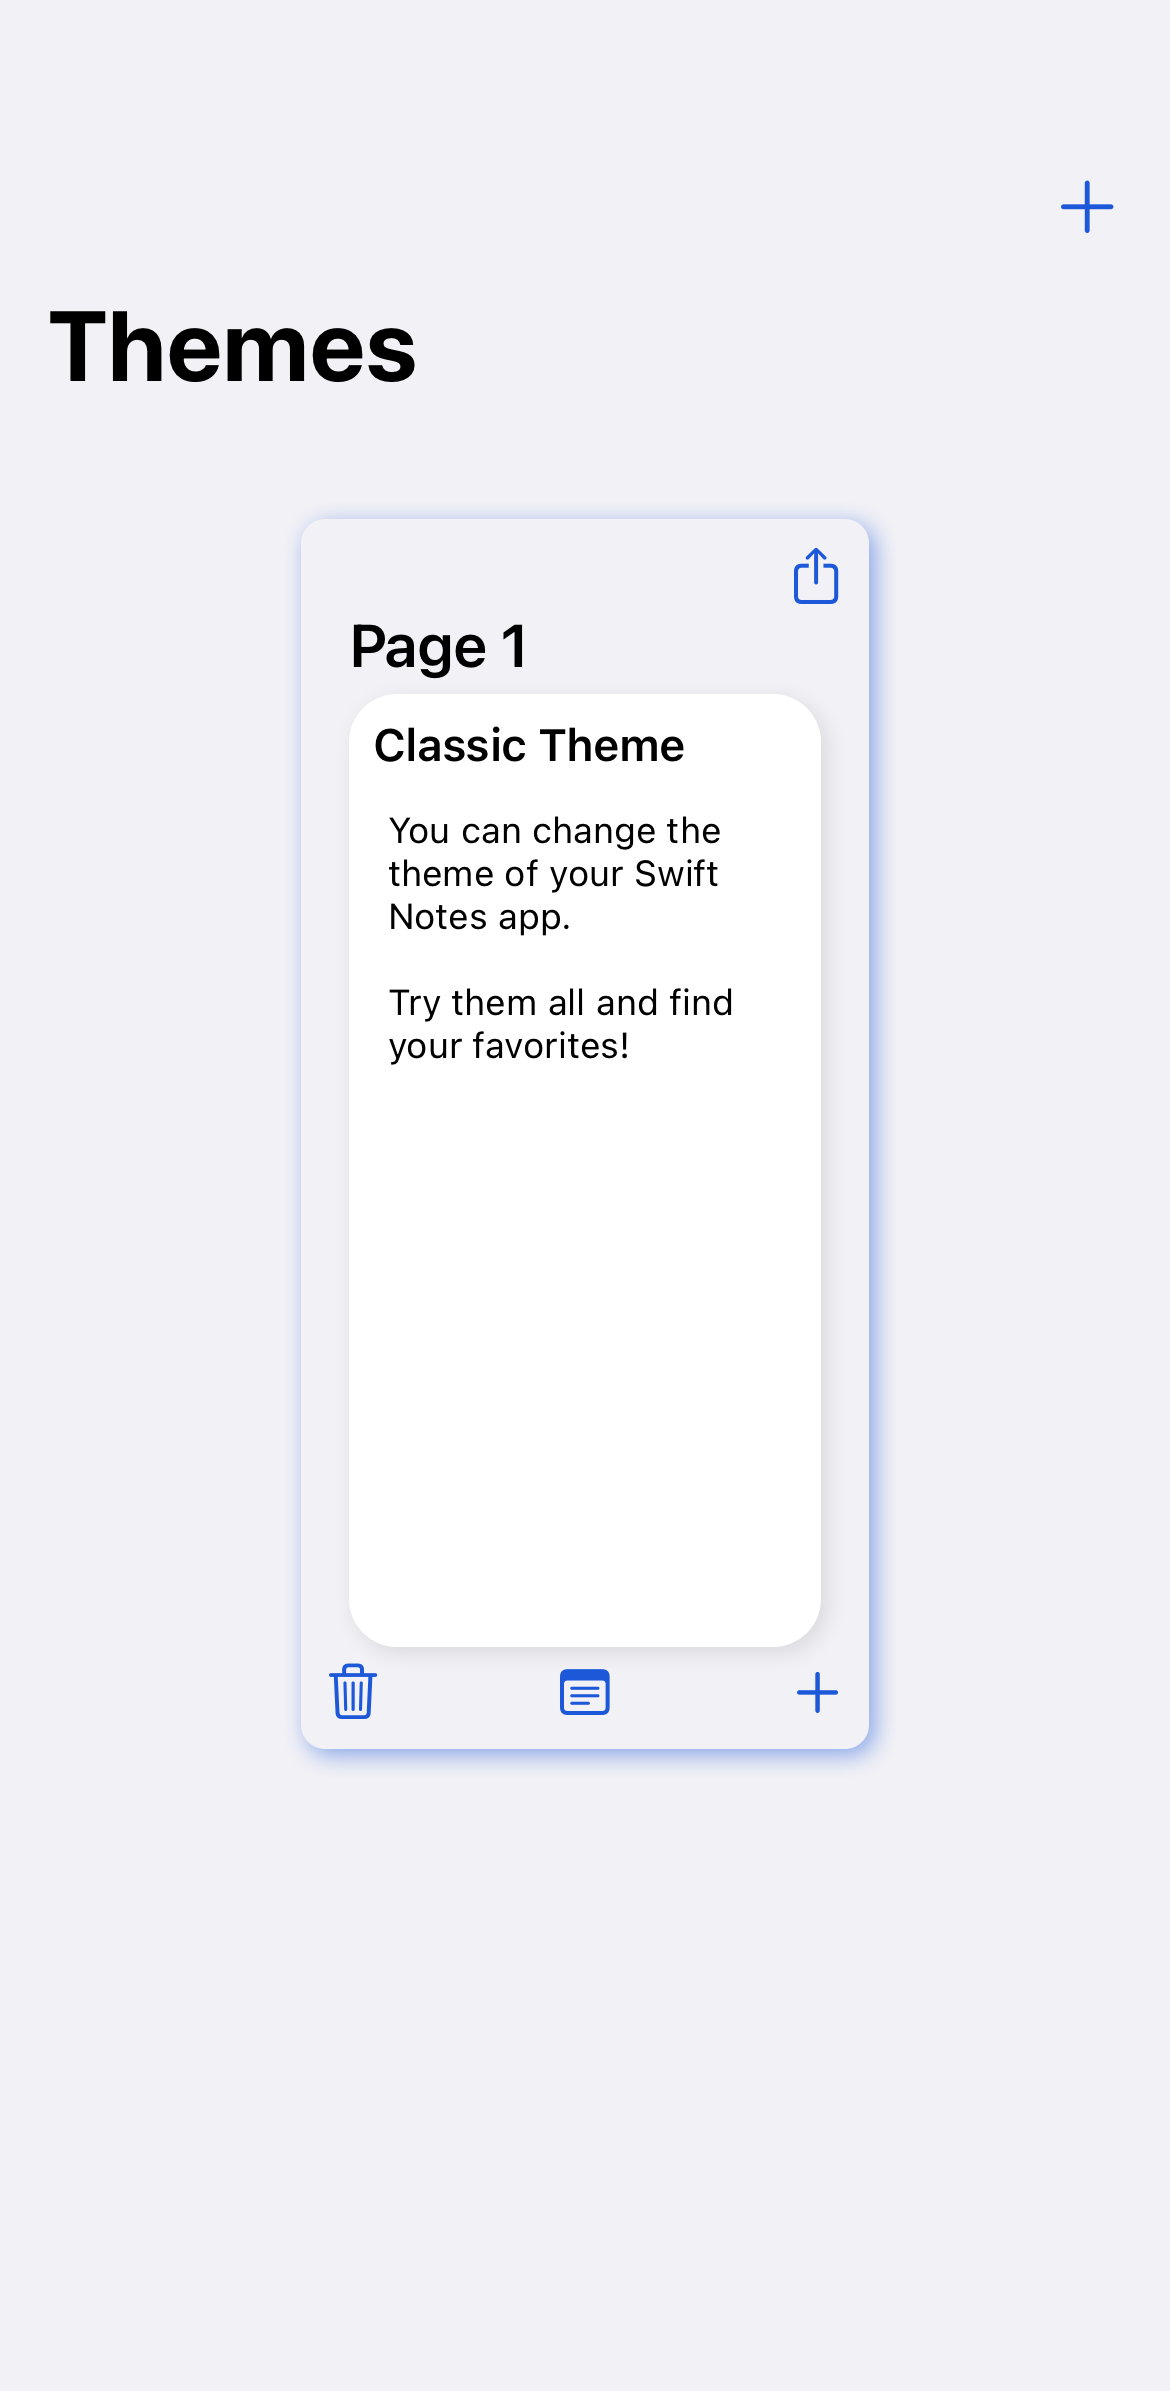 Themes
Page 1
Classic Theme
You can change the
theme of your Swift
Notes app.
Try them all and find
your favorites!